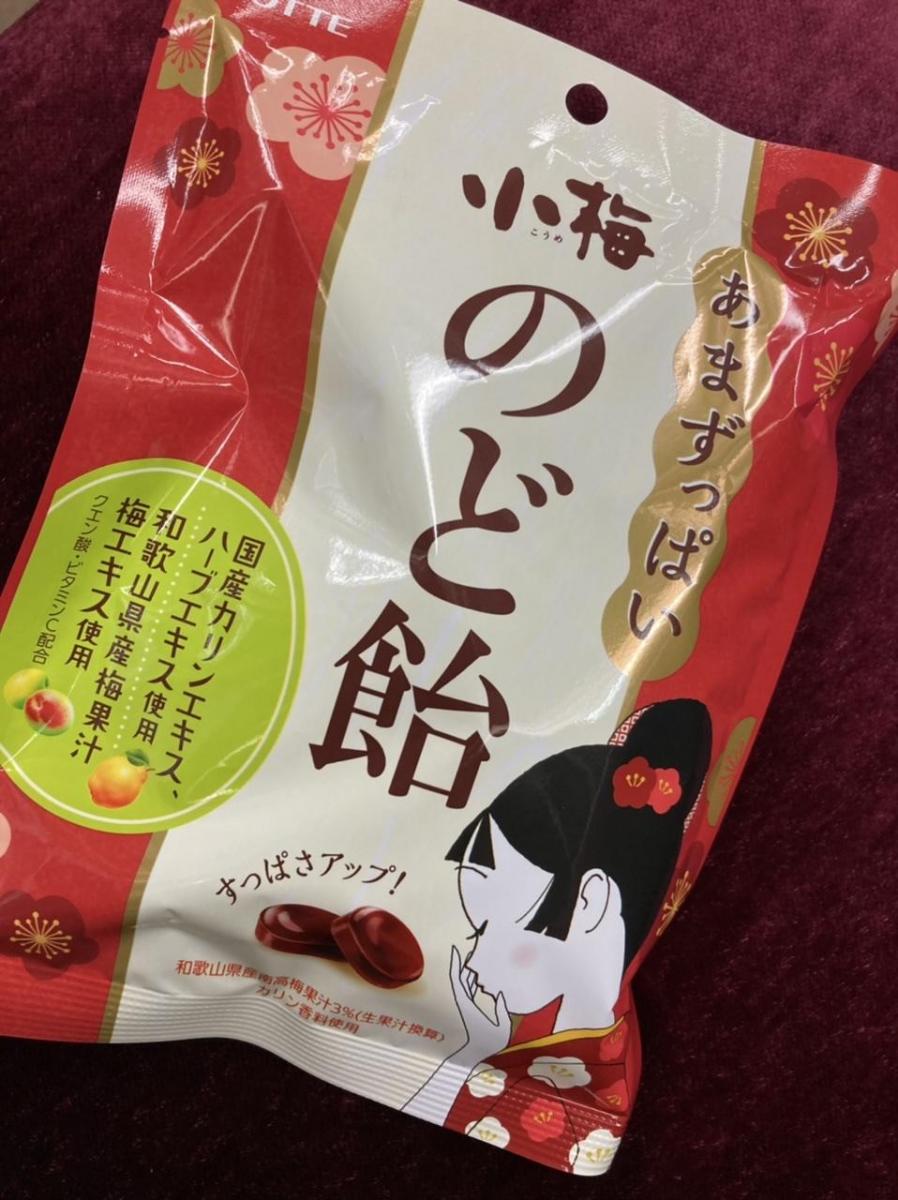 OTTE
小梅
こうめ
のど飴
あまずっぱい
国産カリンエキス、
ハーブエキス使用
和歌山県産梅果汁
梅エキス使用
クエン酸・ビタミンC配合
すっぱさアップ!
和歌山県産南高梅果汁3%(生果汁換算)
カリン香料使用